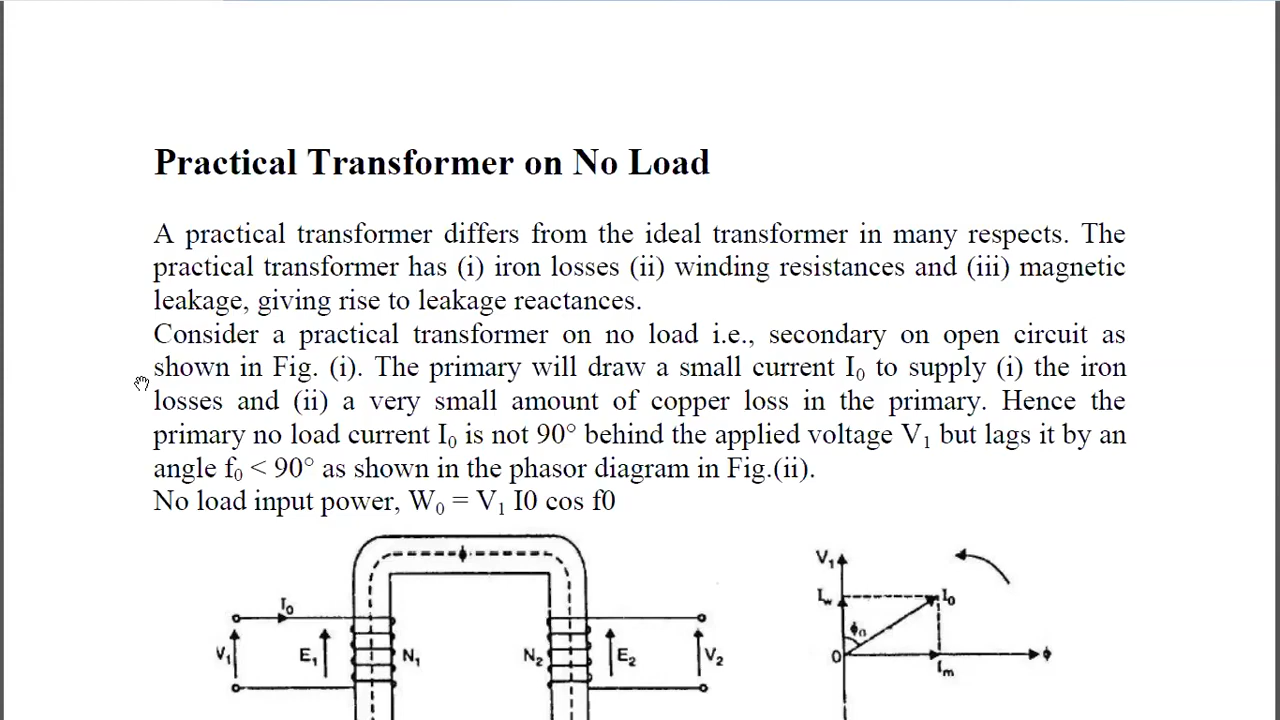 Practical Transformer on No Load
A practical transformer differs from the ideal transformer in many respects. The
practical transformer has (i) iron losses (ii) winding resistances and (iii) magnetic
leakage, giving rise to leakage reactances.
Consider a practical transformer on no load i.e., secondary on open circuit as
shown in Fig. (i). The primary will draw a small current I₀ to supply (i) the iron
losses and (ii) a very small amount of copper loss in the primary. Hence the
primary no load current I₀ is not 90° behind the applied voltage V₁ but lags it by an
angle f₀ < 90° as shown in the phasor diagram in Fig.(ii).
No load input power, W₀ = V₁ I0 cos f0
ϕ
I₀
V₁
E₁
N₁
N₂
E₂
V₂
V₁
I_w
I₀
ϕ₀
O
I_m
ϕ